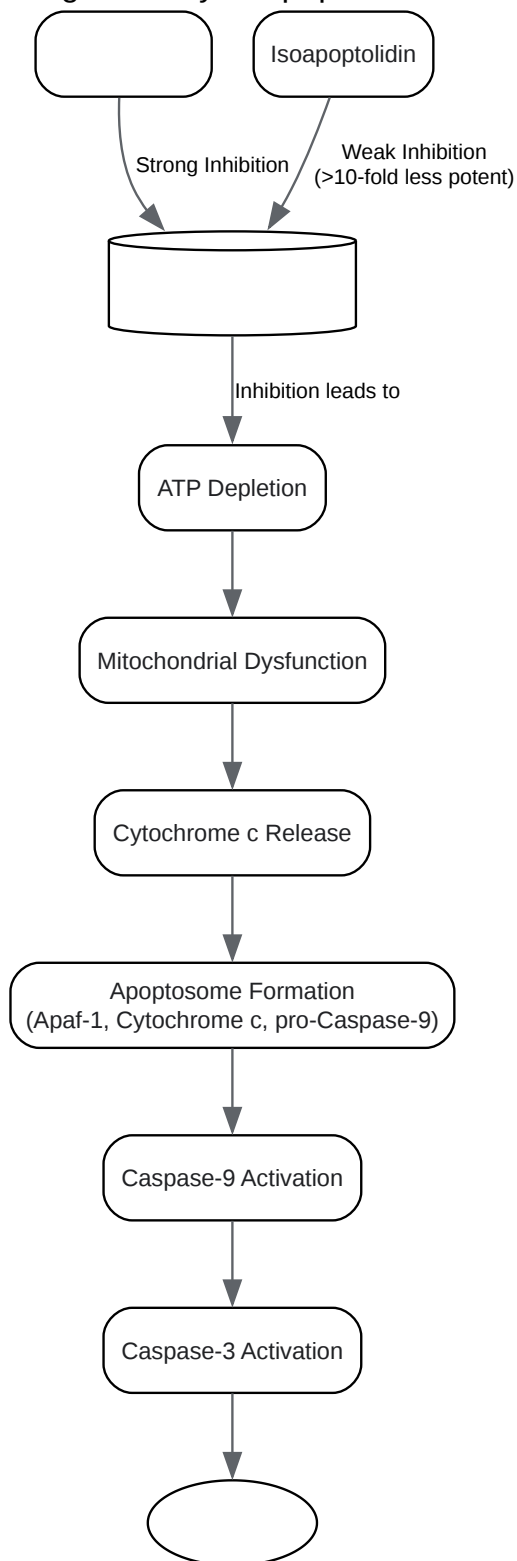 Isoapoptolidin
Strong Inhibition
Weak Inhibition
(>10-fold less potent)
Inhibition leads to
ATP Depletion
Mitochondrial Dysfunction
Cytochrome c Release
Apoptosome Formation
(Apaf-1, Cytochrome c, pro-Caspase-9)
Caspase-9 Activation
Caspase-3 Activation